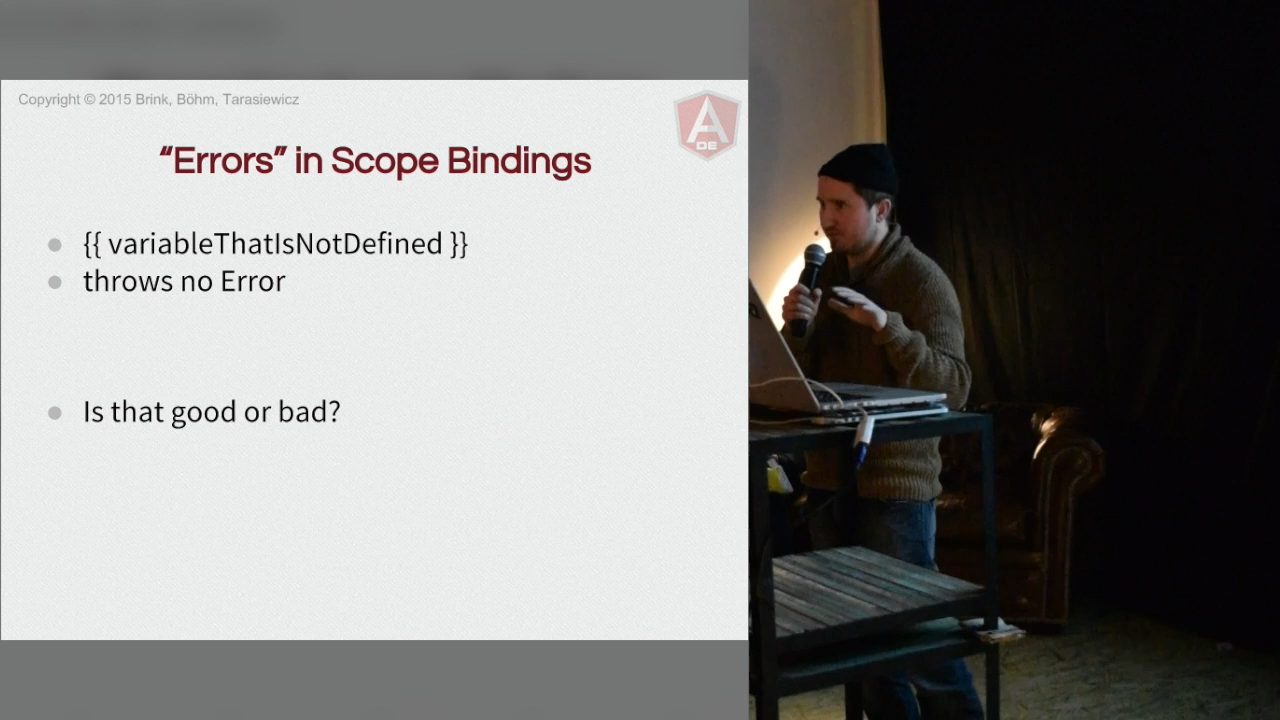 Copyright © 2015 Brink, Böhm, Tarasiewicz
A
DE
“Errors” in Scope Bindings
{{ variableThatIsNotDefined }}
throws no Error
Is that good or bad?